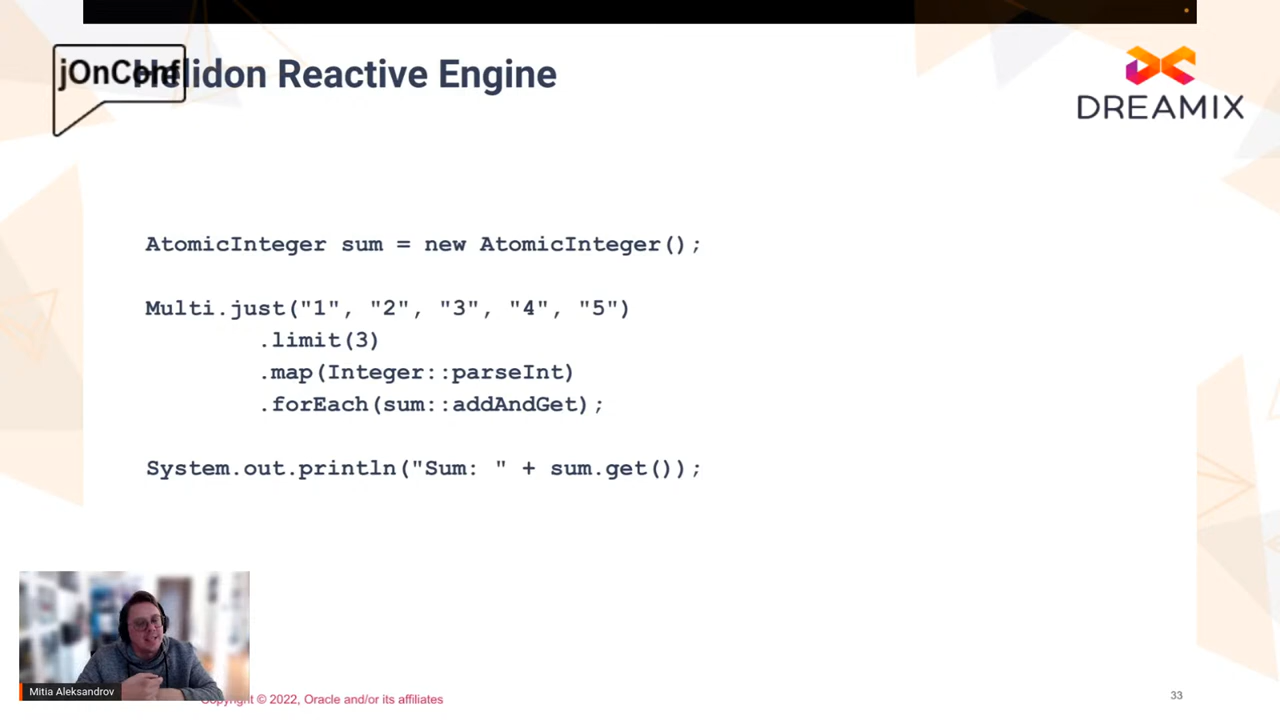 jOnConf
Helidon Reactive Engine
DREAMIX
AtomicInteger sum = new AtomicInteger();
Multi.just("1", "2", "3", "4", "5")
.limit(3)
.map(Integer::parseInt)
.forEach(sum::addAndGet);
System.out.println("Sum: " + sum.get());
Mitia Aleksandrov
Copyright © 2022, Oracle and/or its affiliates
33